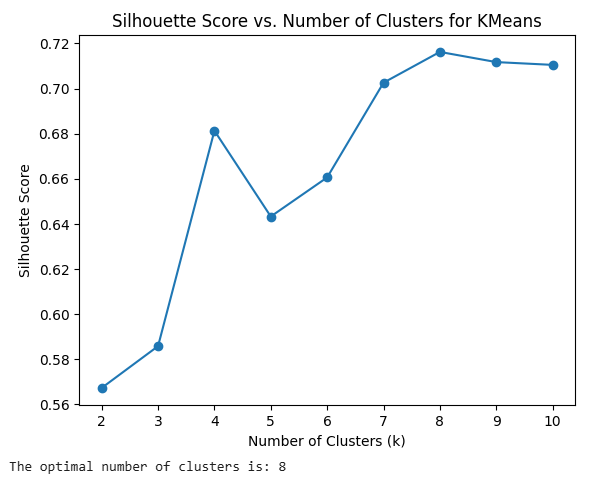 Silhouette Score vs. Number of Clusters for KMeans
0.72
0.70
0.68
0.66
0.64
0.62
0.60
0.58
0.56
Silhouette Score
2 3 4 5 6 7 8 9 10
Number of Clusters (k)
The optimal number of clusters is: 8